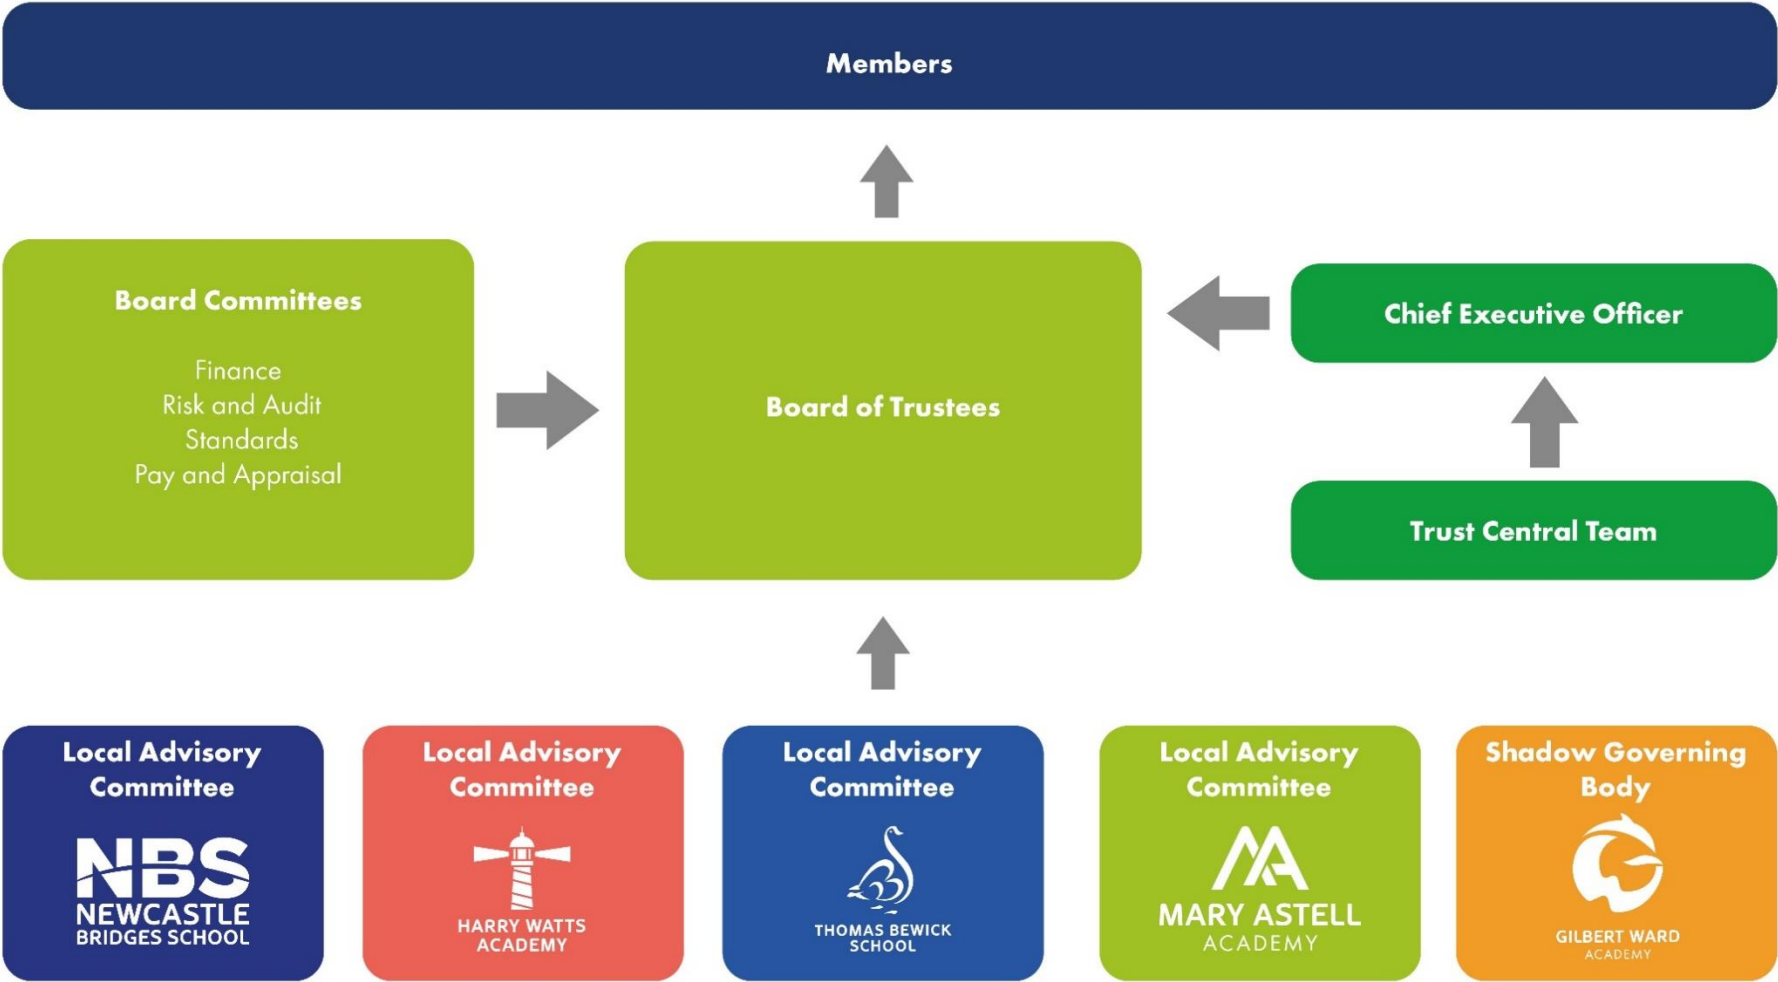 Members
Board Committees
Finance
Risk and Audit
Standards
Pay and Appraisal
Board of Trustees
Chief Executive Officer
Trust Central Team
Local Advisory
Committee
NBS
NEWCASTLE
BRIDGES SCHOOL
Local Advisory
Committee
HARRY WATTS
ACADEMY
Local Advisory
Committee
THOMAS BEWICK
SCHOOL
Local Advisory
Committee
MA
MARY ASTELL
ACADEMY
Shadow Governing
Body
GILBERT WARD
ACADEMY